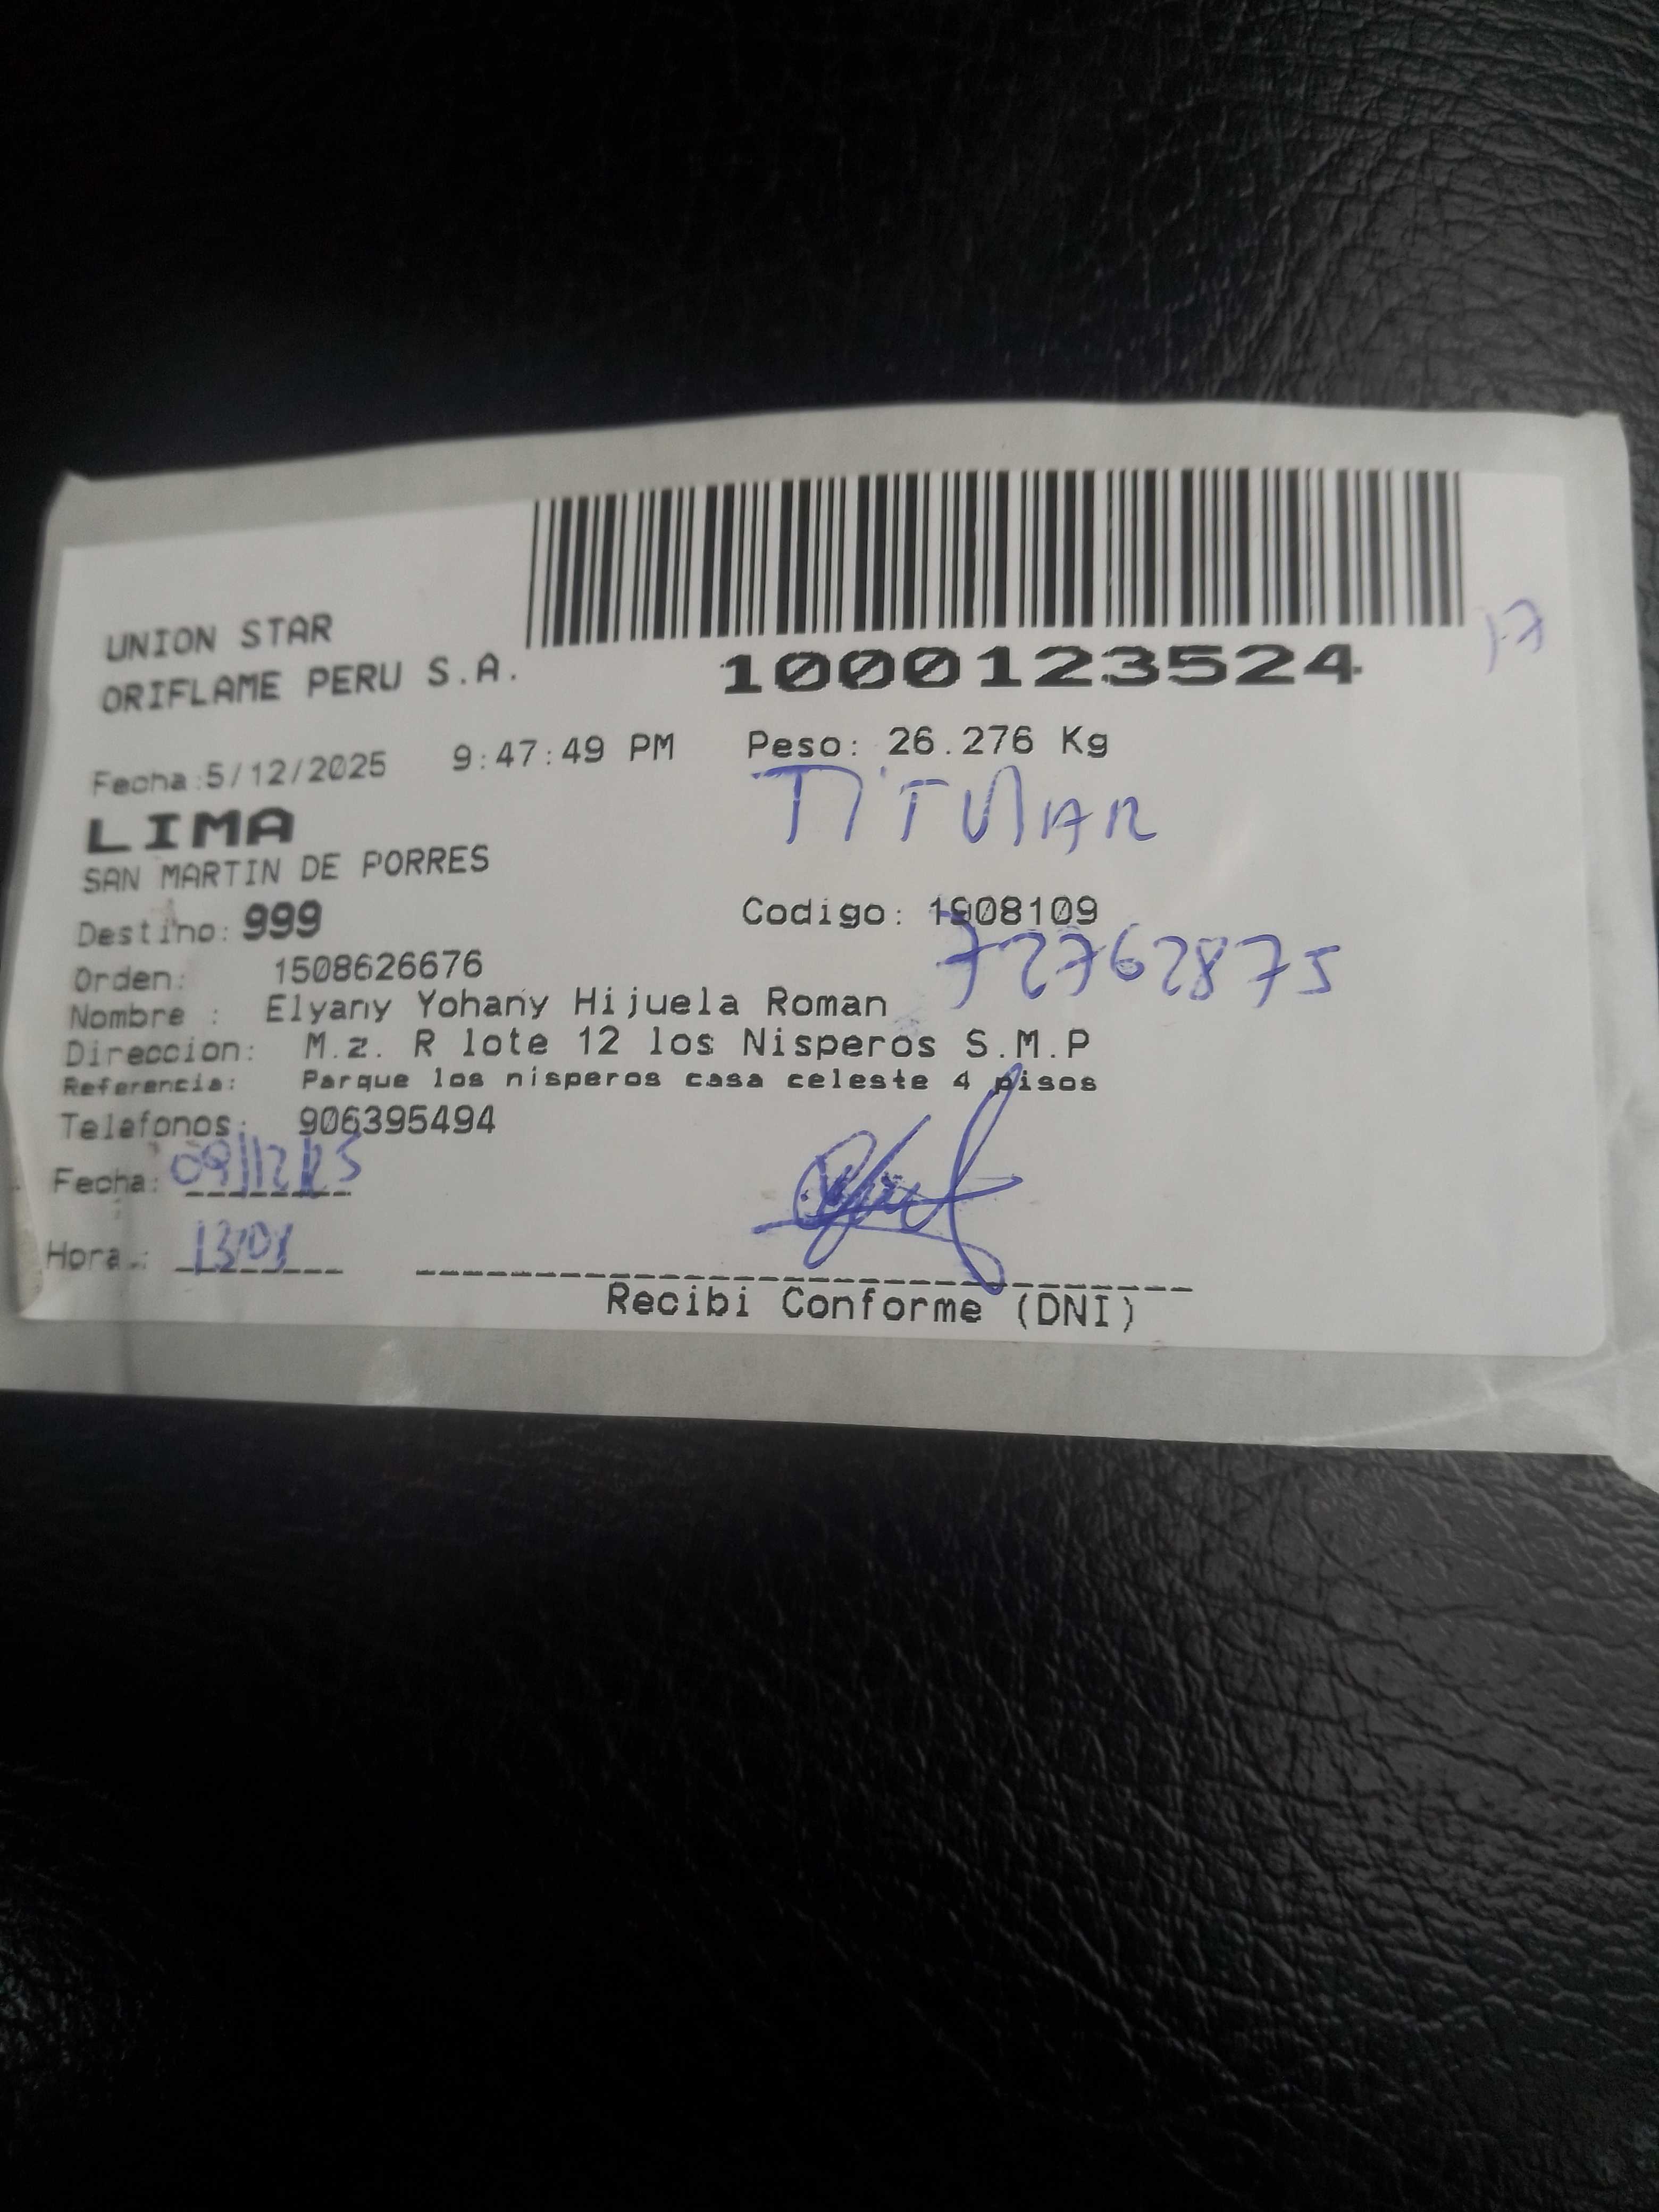 UNION STAR
ORIFLAME PERU S.A.
1000123524
17
Fecha:5/12/2025 9:47:49 PM Peso: 26.276 Kg
LIMA
TITULAR
SAN MARTIN DE PORRES
Destino: 999 Codigo: 1908109
72762875
Orden: 1508626676
Nombre : Elyany Yohany Hijuela Roman
Direccion: M.z. R lote 12 los Nisperos S.M.P
Referencia: Parque los nisperos casa celeste 4 pisos
Telefonos: 906395494
Fecha: 09/12/25
Hora.:
Recibi Conforme (DNI)